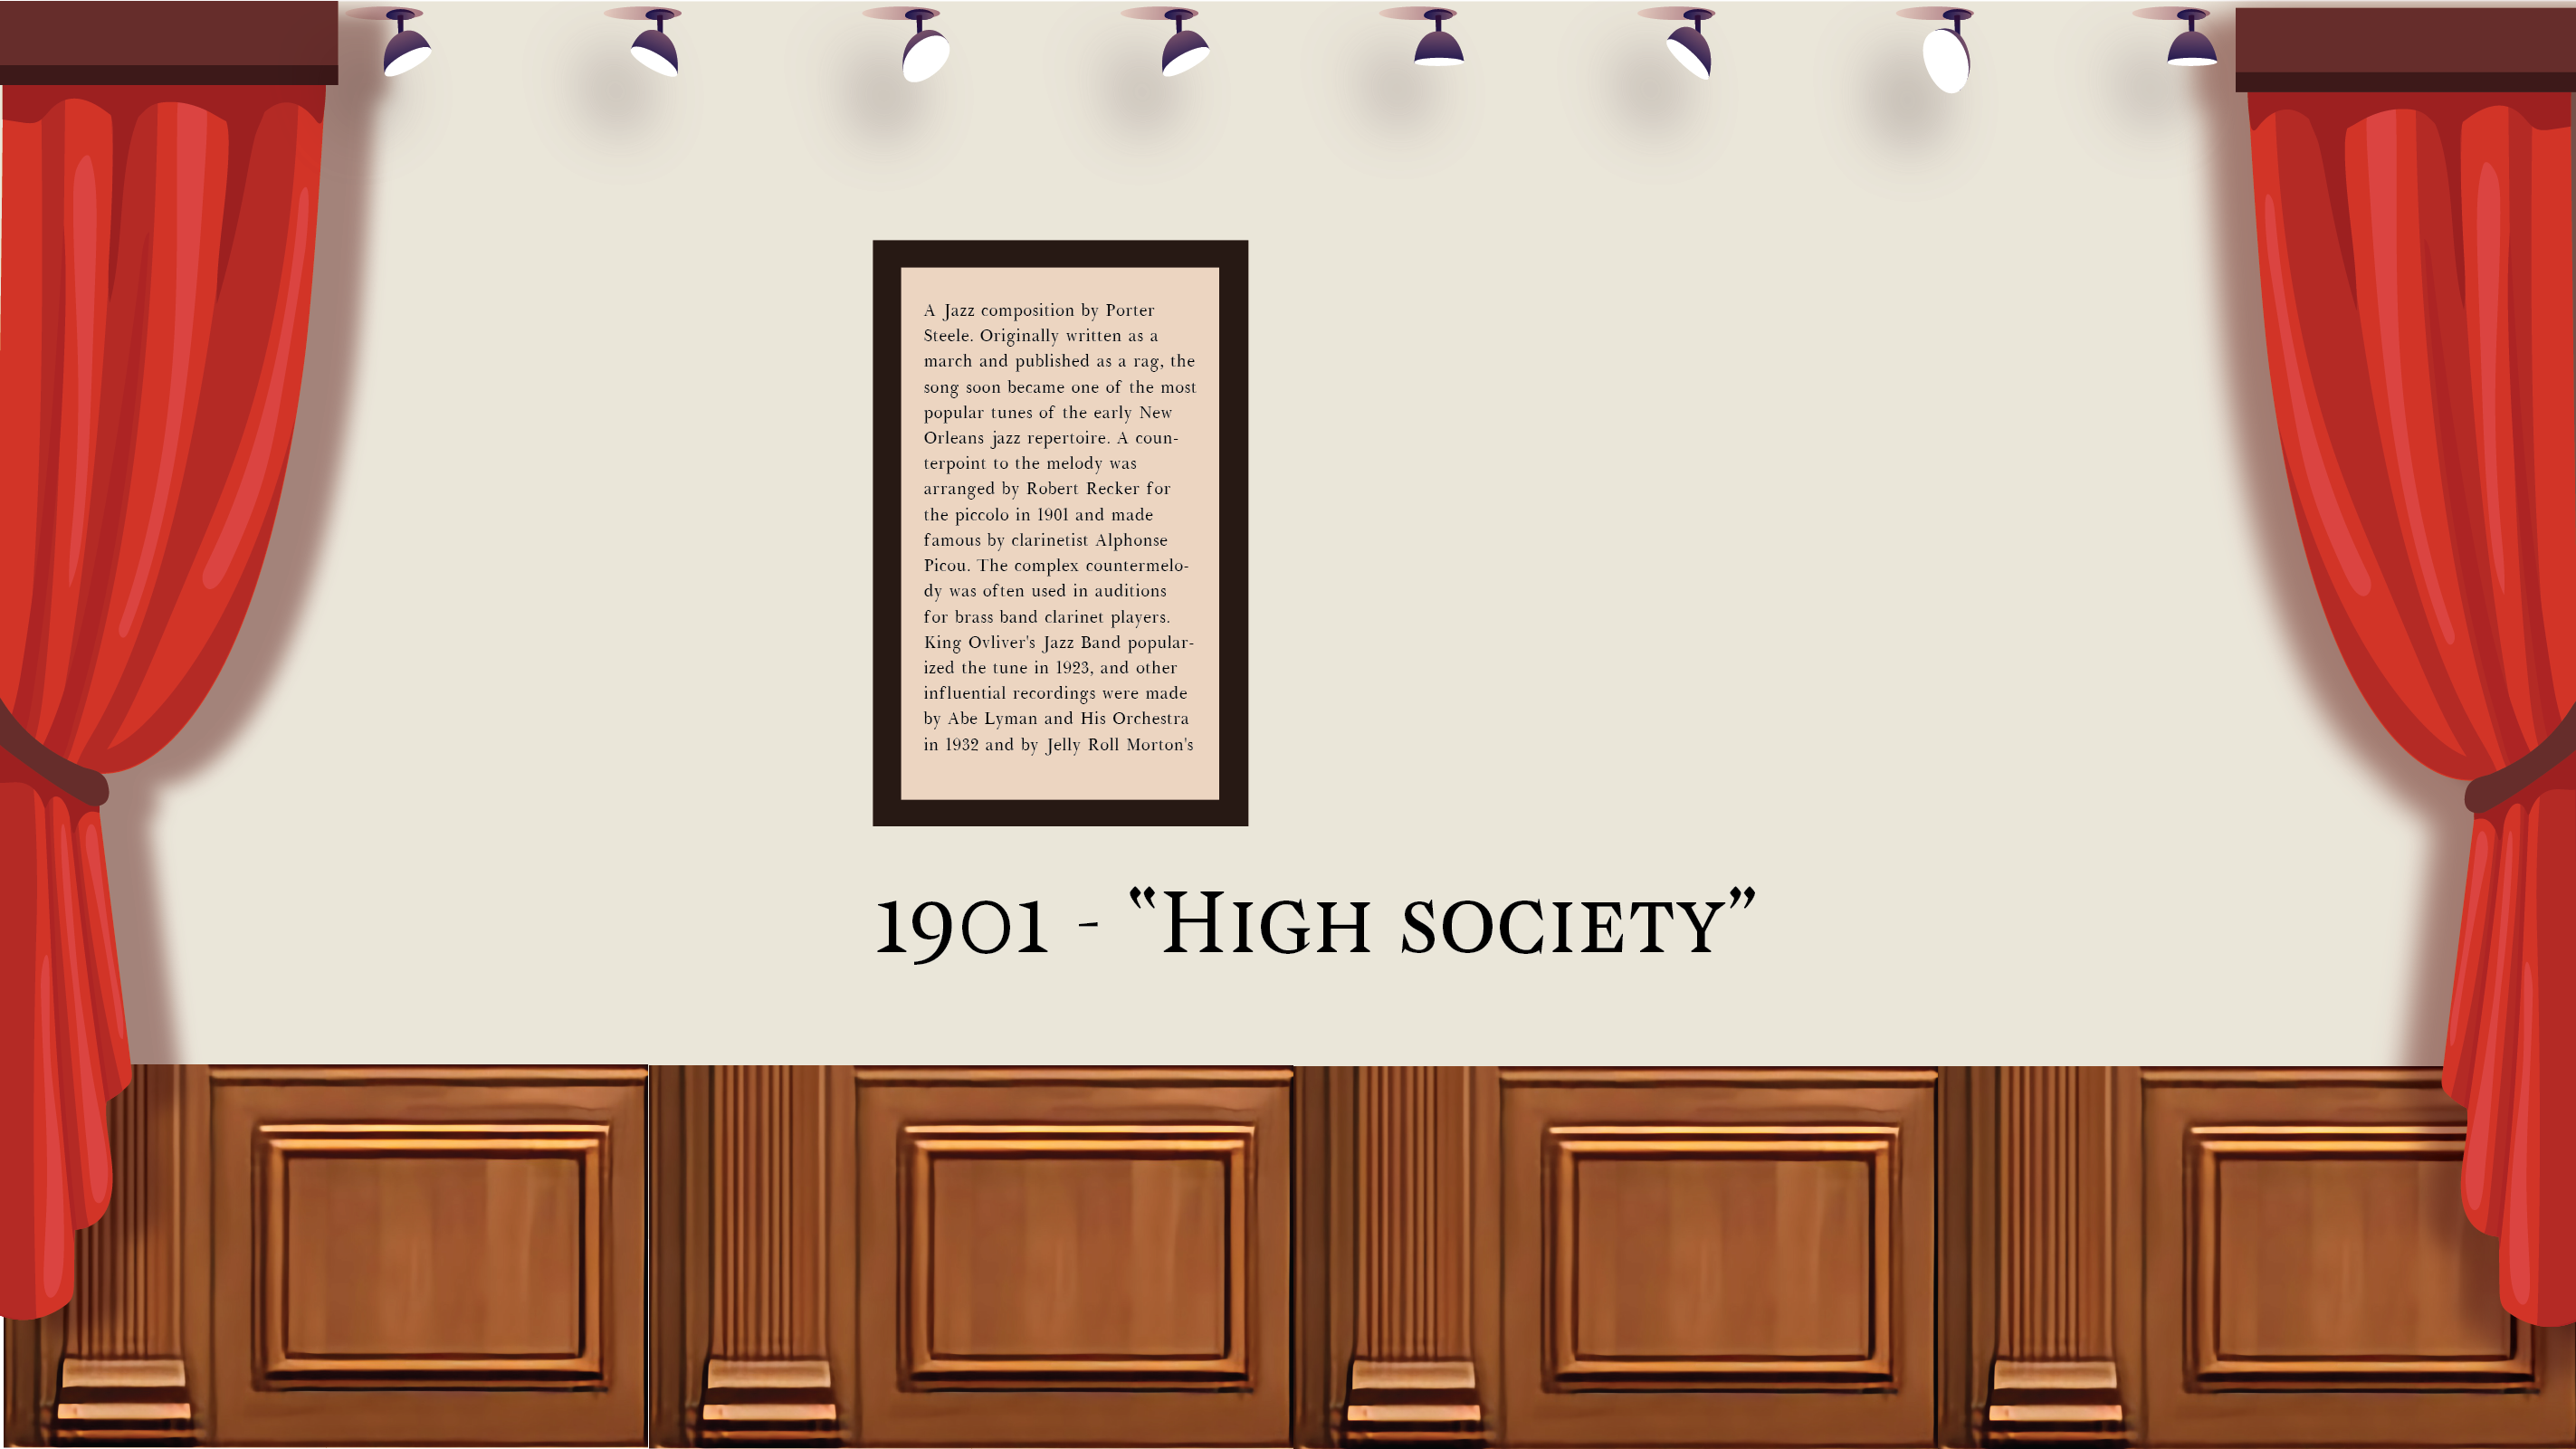 A Jazz composition by Porter
Steele. Originally written as a
march and published as a rag, the
song soon became one of the most
popular tunes of the early New
Orleans jazz repertoire. A coun-
terpoint to the melody was
arranged by Robert Recker for
the piccolo in 1901 and made
famous by clarinetist Alphonse
Picou. The complex countermelo-
dy was often used in auditions
for brass band clarinet players.
King Ovliver's Jazz Band popular-
ized the tune in 1923, and other
influential recordings were made
by Abe Lyman and His Orchestra
in 1932 and by Jelly Roll Morton's
1901 - “High society”